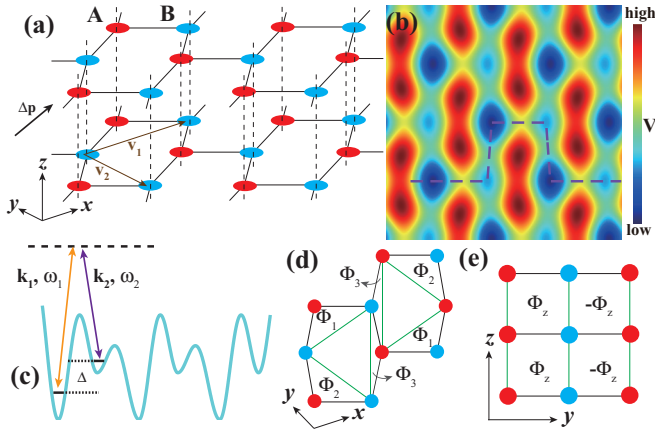 (a)
A
B
Δp
v₁
v₂
z
y
x
(b)
high
V
low
(c)
k₁, ω₁
k₂, ω₂
Δ
(d)
Φ₃
Φ₂
Φ₁
Φ₁
Φ₂
Φ₃
y
x
(e)
Φz -Φz
Φz -Φz
z
y